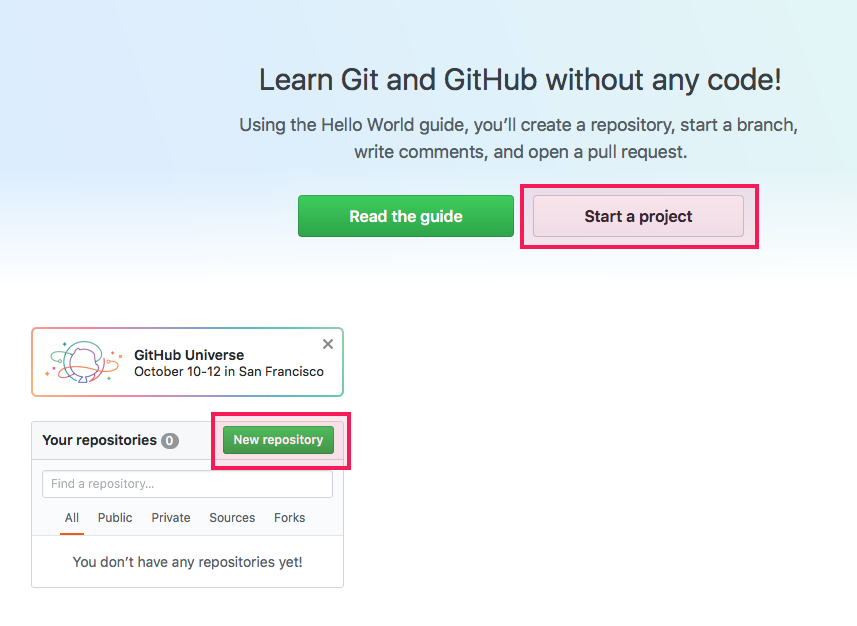 Learn Git and GitHub without any code!
Using the Hello World guide, you’ll create a repository, start a branch,
write comments, and open a pull request.
Read the guide
Start a project
GitHub Universe
October 10-12 in San Francisco
Your repositories 0
New repository
Find a repository...
All Public Private Sources Forks
You don’t have any repositories yet!